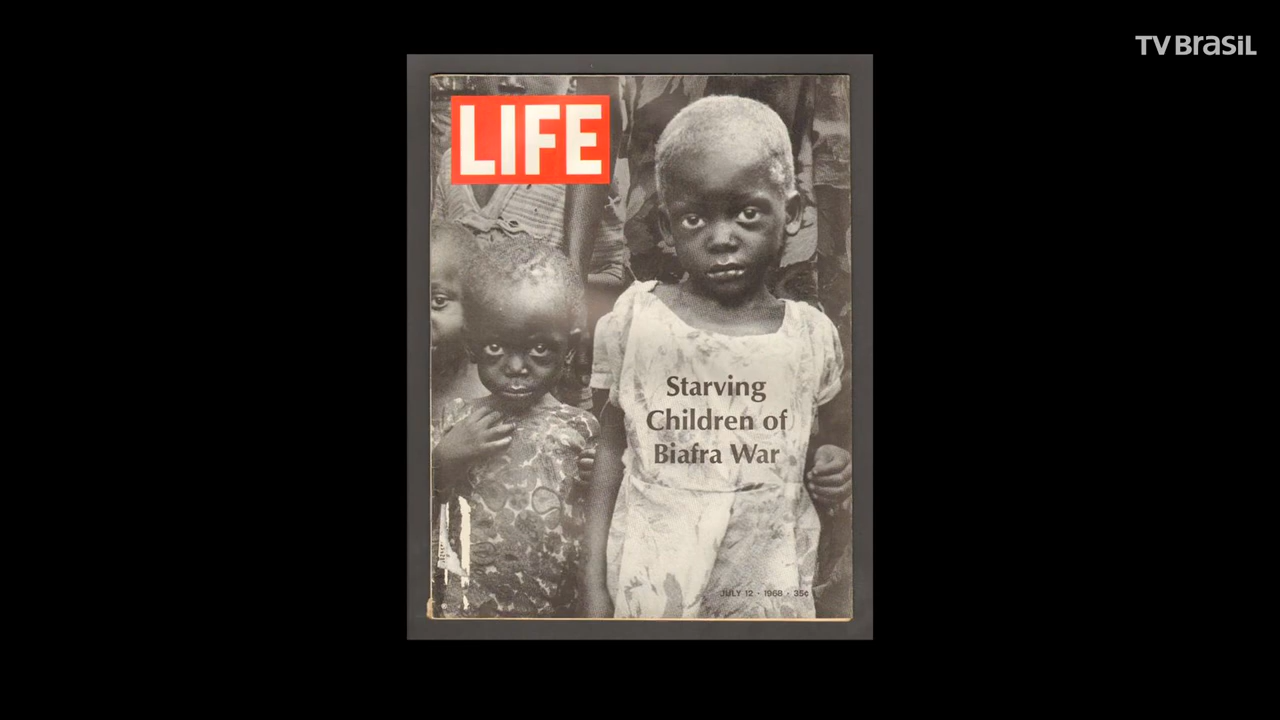 TV BRASIL
LIFE
Starving
Children of
Biafra War
JULY 12 · 1968 · 35¢